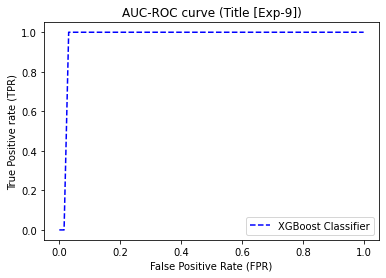 AUC-ROC curve (Title [Exp-9])
True Positive rate (TPR)
1.0
0.8
0.6
0.4
0.2
0.0
0.0 0.2 0.4 0.6 0.8 1.0
False Positive Rate (FPR)
XGBoost Classifier